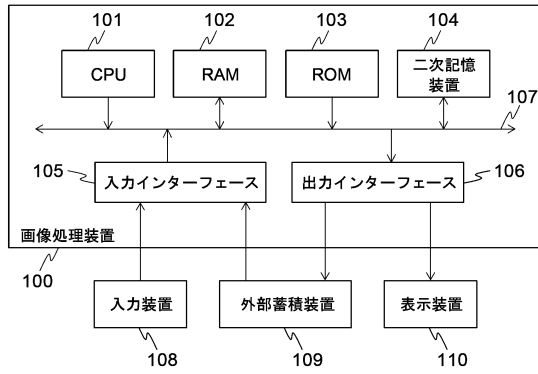 101
102
103
104
CPU
RAM
ROM
二次記憶
装置
107
105
入力インターフェース
出力インターフェース
106
画像処理装置
100
入力装置
外部蓄積装置
表示装置
108
109
110